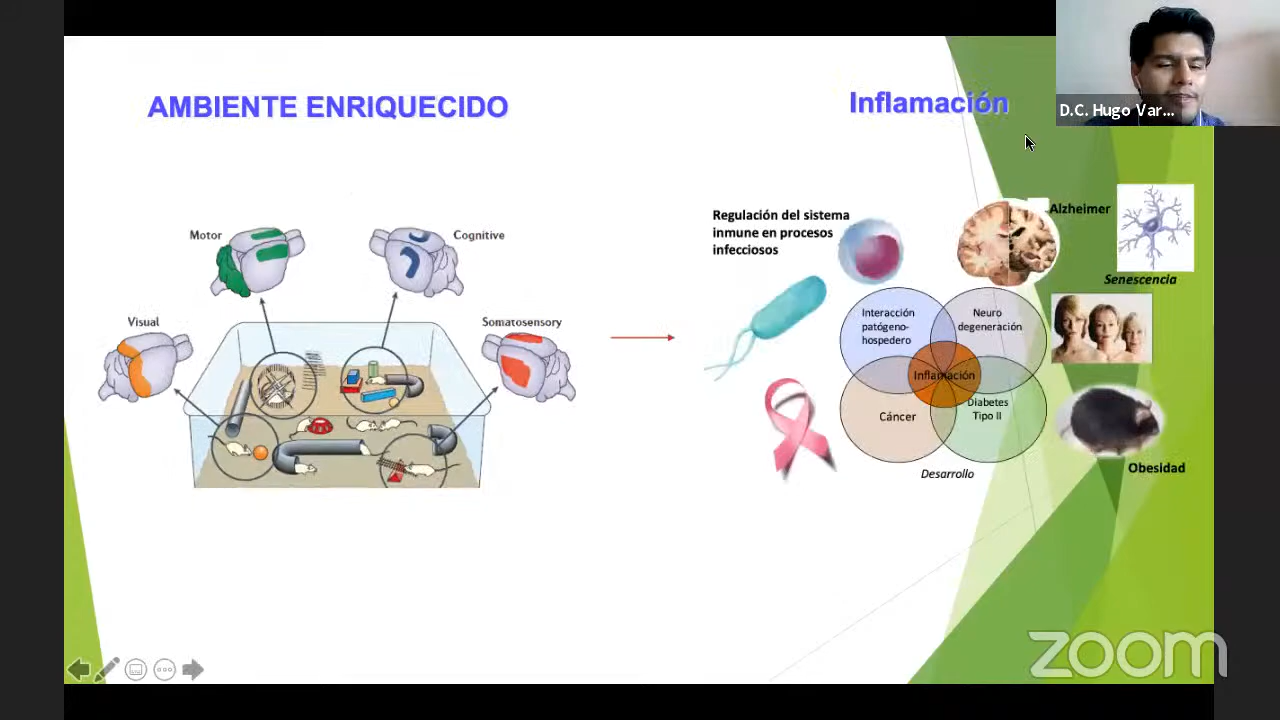 AMBIENTE ENRIQUECIDO
Inflamación
D.C. Hugo Var...
Motor
Cognitive
Visual
Somatosensory
Regulación del sistema
inmune en procesos
infecciosos
Alzheimer
Senescencia
Interacción
patógeno-
hospedero
Neuro
degeneración
Inflamación
Cáncer
Diabetes
Tipo II
Desarrollo
Obesidad
zoom